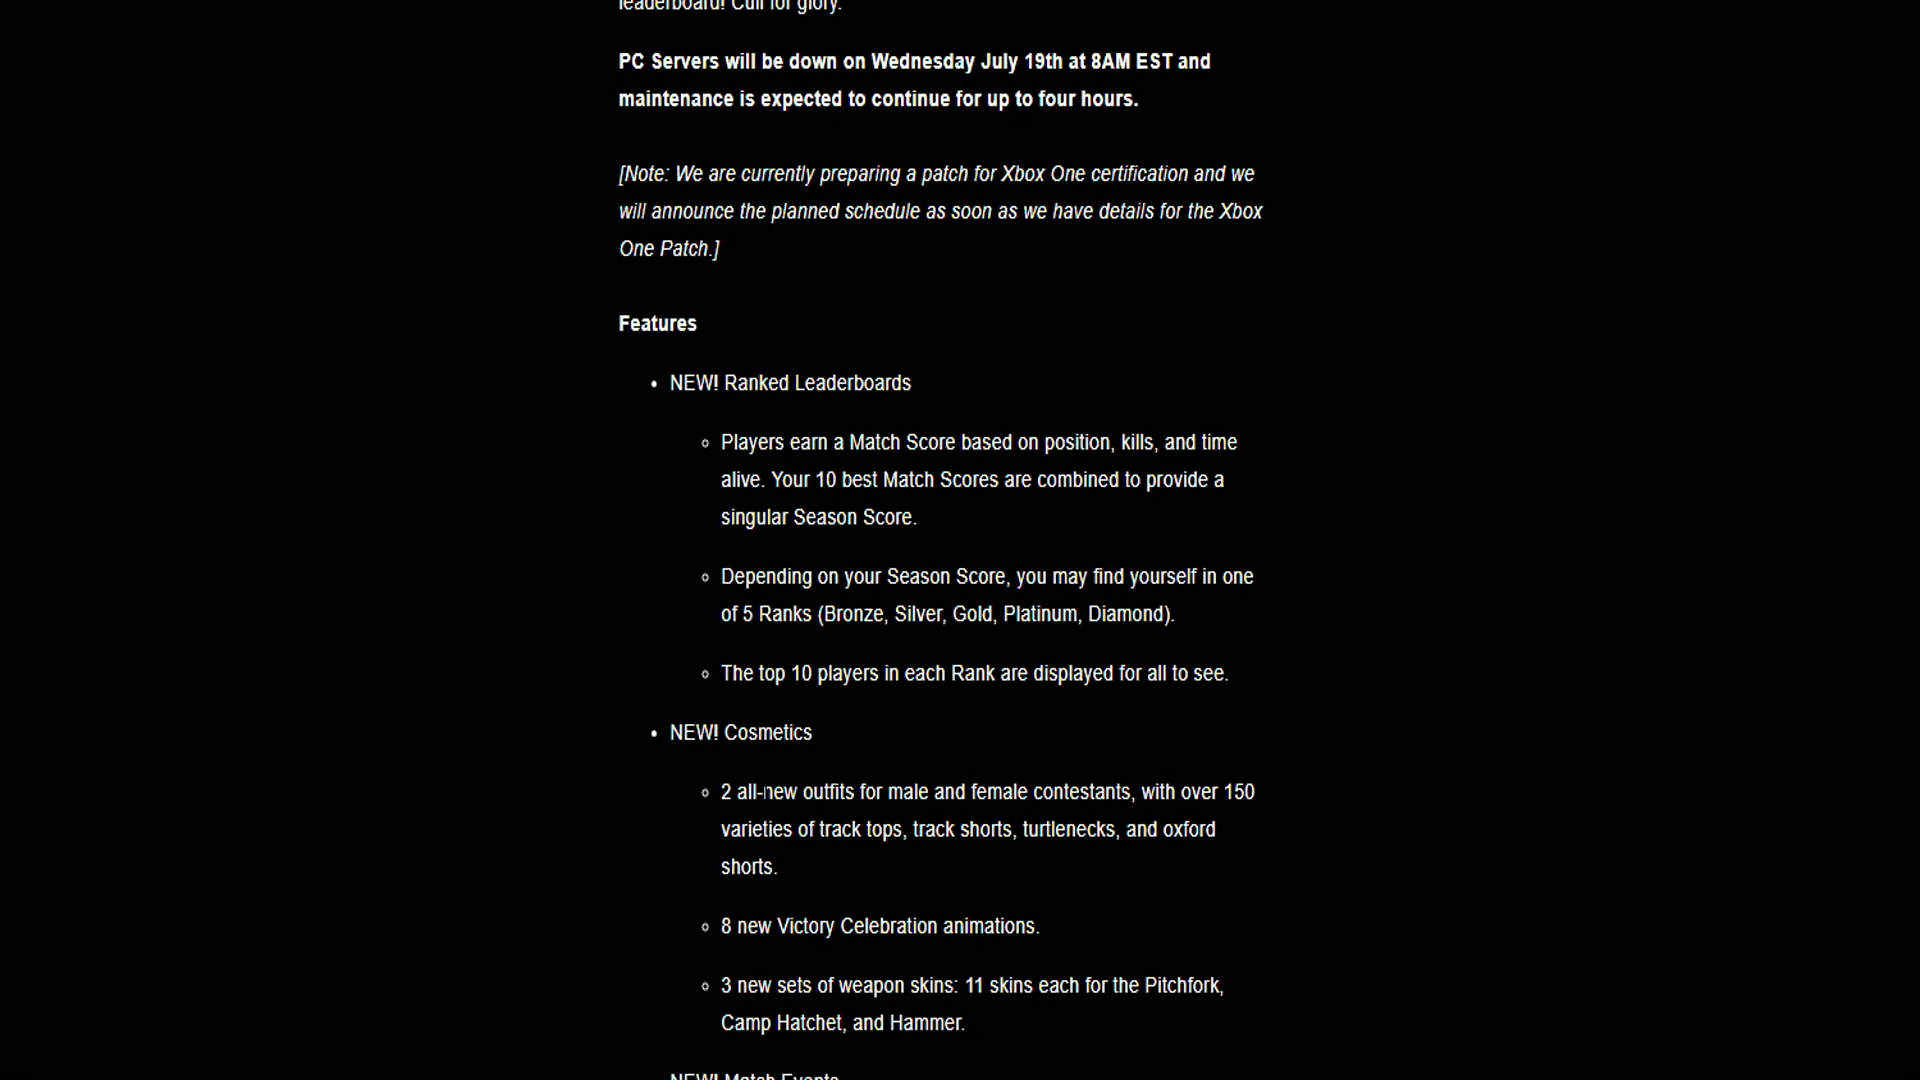 leaderboard! Cull for glory.
PC Servers will be down on Wednesday July 19th at 8AM EST and
maintenance is expected to continue for up to four hours.
[Note: We are currently preparing a patch for Xbox One certification and we
will announce the planned schedule as soon as we have details for the Xbox
One Patch.]
Features
• NEW! Ranked Leaderboards
◦ Players earn a Match Score based on position, kills, and time
alive. Your 10 best Match Scores are combined to provide a
singular Season Score.
◦ Depending on your Season Score, you may find yourself in one
of 5 Ranks (Bronze, Silver, Gold, Platinum, Diamond).
◦ The top 10 players in each Rank are displayed for all to see.
• NEW! Cosmetics
◦ 2 all-new outfits for male and female contestants, with over 150
varieties of track tops, track shorts, turtlenecks, and oxford
shorts.
◦ 8 new Victory Celebration animations.
◦ 3 new sets of weapon skins: 11 skins each for the Pitchfork,
Camp Hatchet, and Hammer.
NEW! Match Events